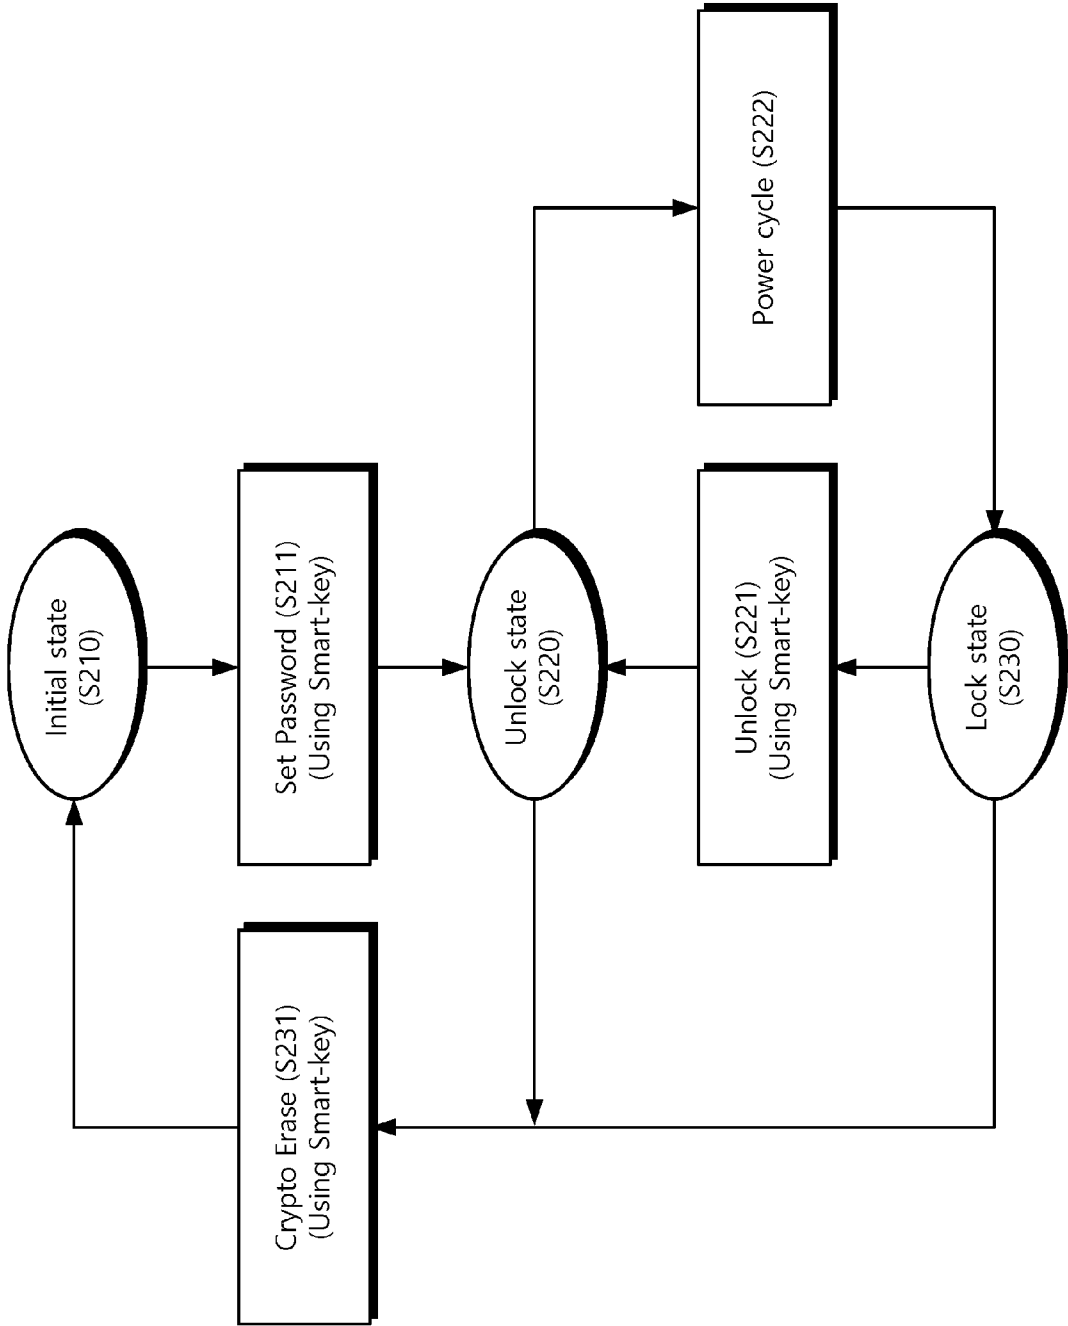 Initial state
(S210)
Set Password (S211)
(Using Smart-key)
Crypto Erase (S231)
(Using Smart-key)
Unlock state
(S220)
Power cycle (S222)
Unlock (S221)
(Using Smart-key)
Lock state
(S230)